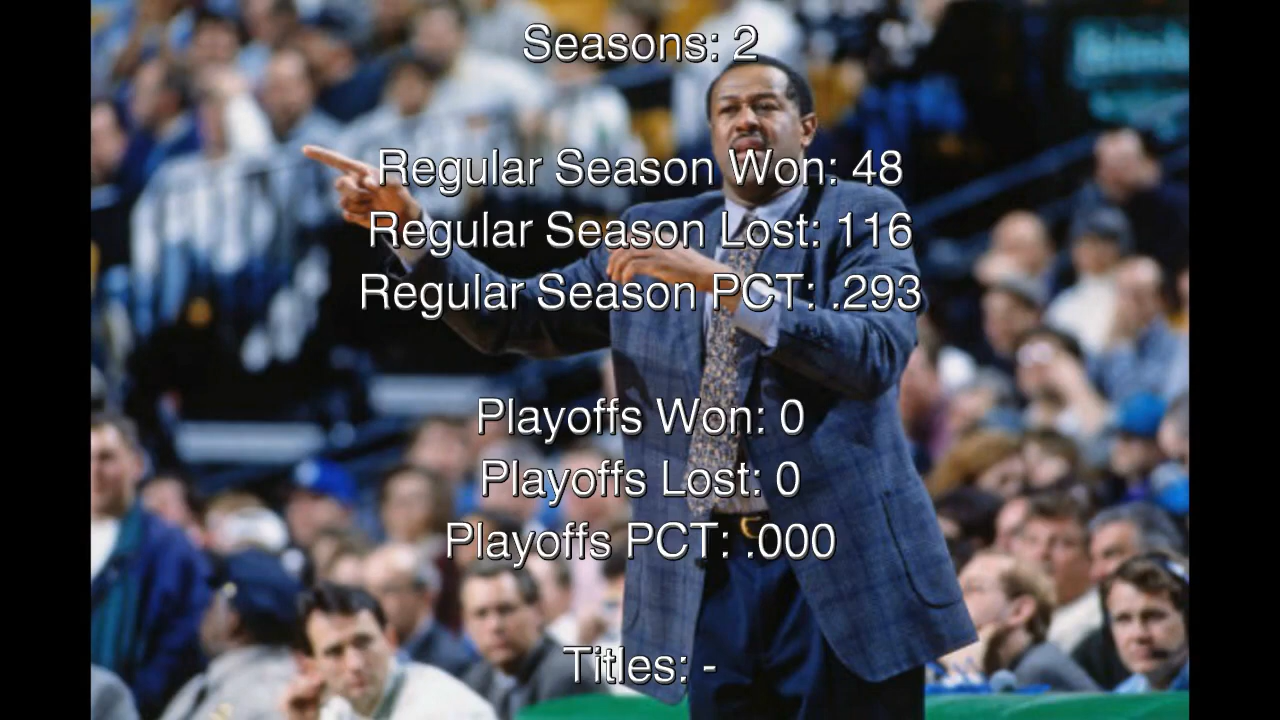 Seasons: 2
Regular Season Won: 48
Regular Season Lost: 116
Regular Season PCT: .293
Playoffs Won: 0
Playoffs Lost: 0
Playoffs PCT: .000
Titles: -